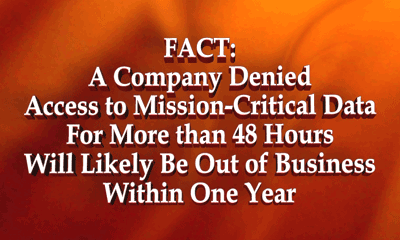 FACT:
A Company Denied
Access to Mission-Critical Data
For More than 48 Hours
Will Likely Be Out of Business
Within One Year